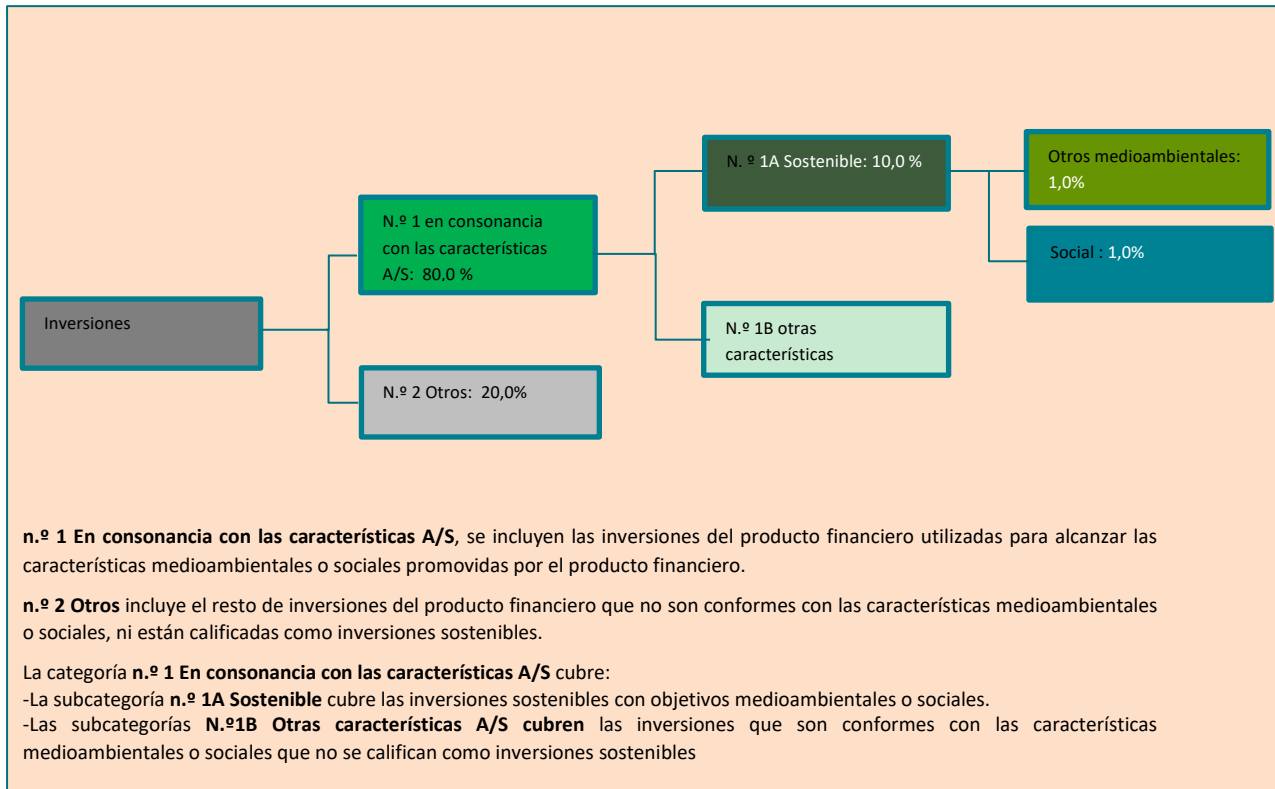 Inversiones
N.º 1 en consonancia
con las características
A/S: 80,0 %
N.º 2 Otros: 20,0%
N. º 1A Sostenible: 10,0 %
N.º 1B otras
características
Otros medioambientales:
1,0%
Social : 1,0%
n.º 1 En consonancia con las características A/S, se incluyen las inversiones del producto financiero utilizadas para alcanzar las
características medioambientales o sociales promovidas por el producto financiero.
n.º 2 Otros incluye el resto de inversiones del producto financiero que no son conformes con las características medioambientales
o sociales, ni están calificadas como inversiones sostenibles.
La categoría n.º 1 En consonancia con las características A/S cubre:
-La subcategoría n.º 1A Sostenible cubre las inversiones sostenibles con objetivos medioambientales o sociales.
-Las subcategorías N.º1B Otras características A/S cubren las inversiones que son conformes con las características
medioambientales o sociales que no se califican como inversiones sostenibles